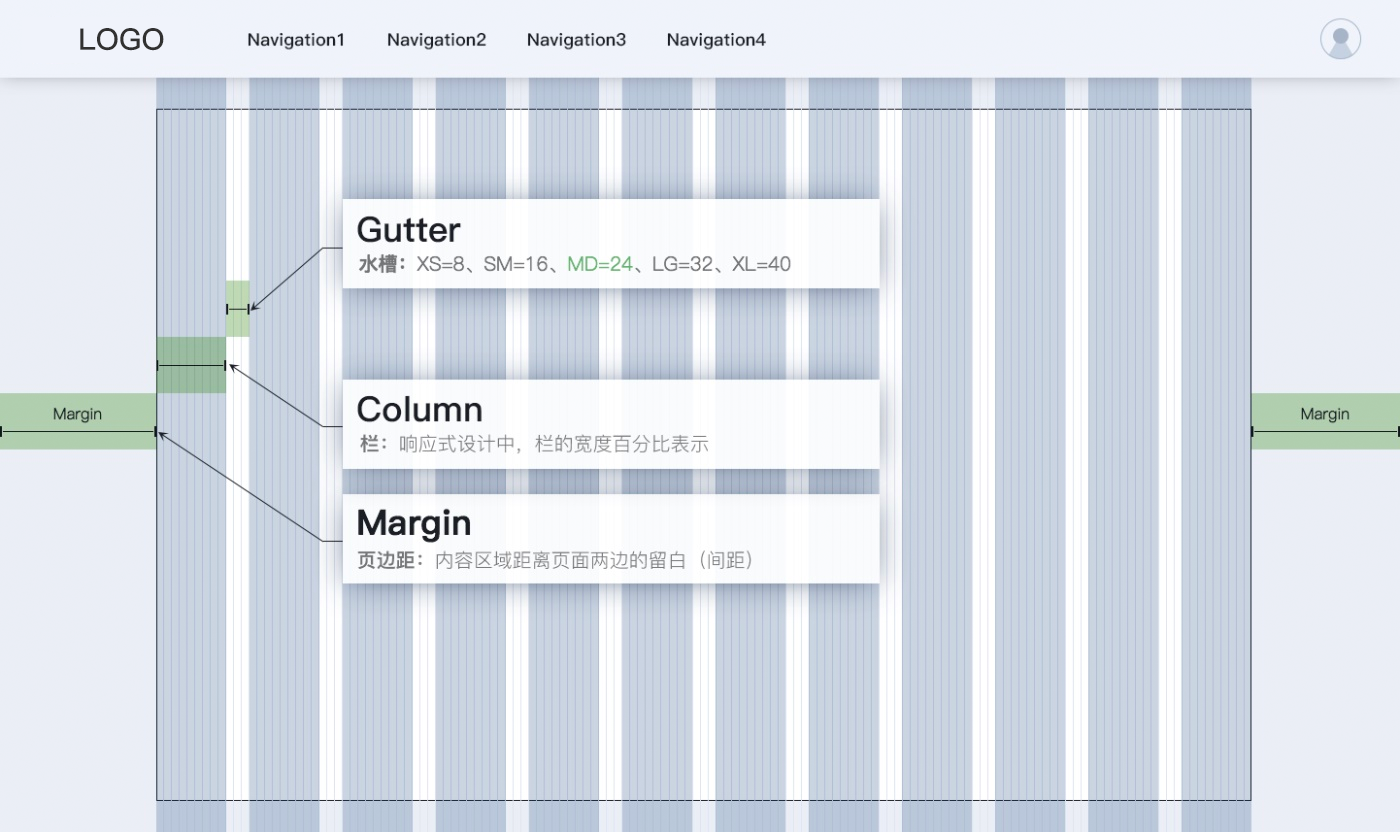 LOGO
Navigation1
Navigation2
Navigation3
Navigation4
Gutter
水槽：XS=8、SM=16、MD=24、LG=32、XL=40
Column
栏：响应式设计中，栏的宽度百分比表示
Margin
Margin
Margin
页边距：内容区域距离页面两边的留白（间距）